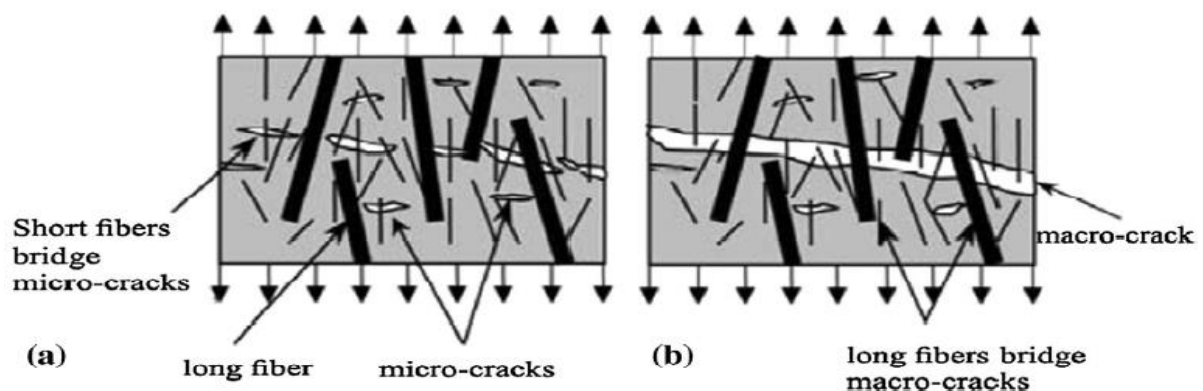 Short fibers
bridge
micro-cracks
(a)
long fiber
micro-cracks
macro-crack
(b)
long fibers bridge
macro-cracks